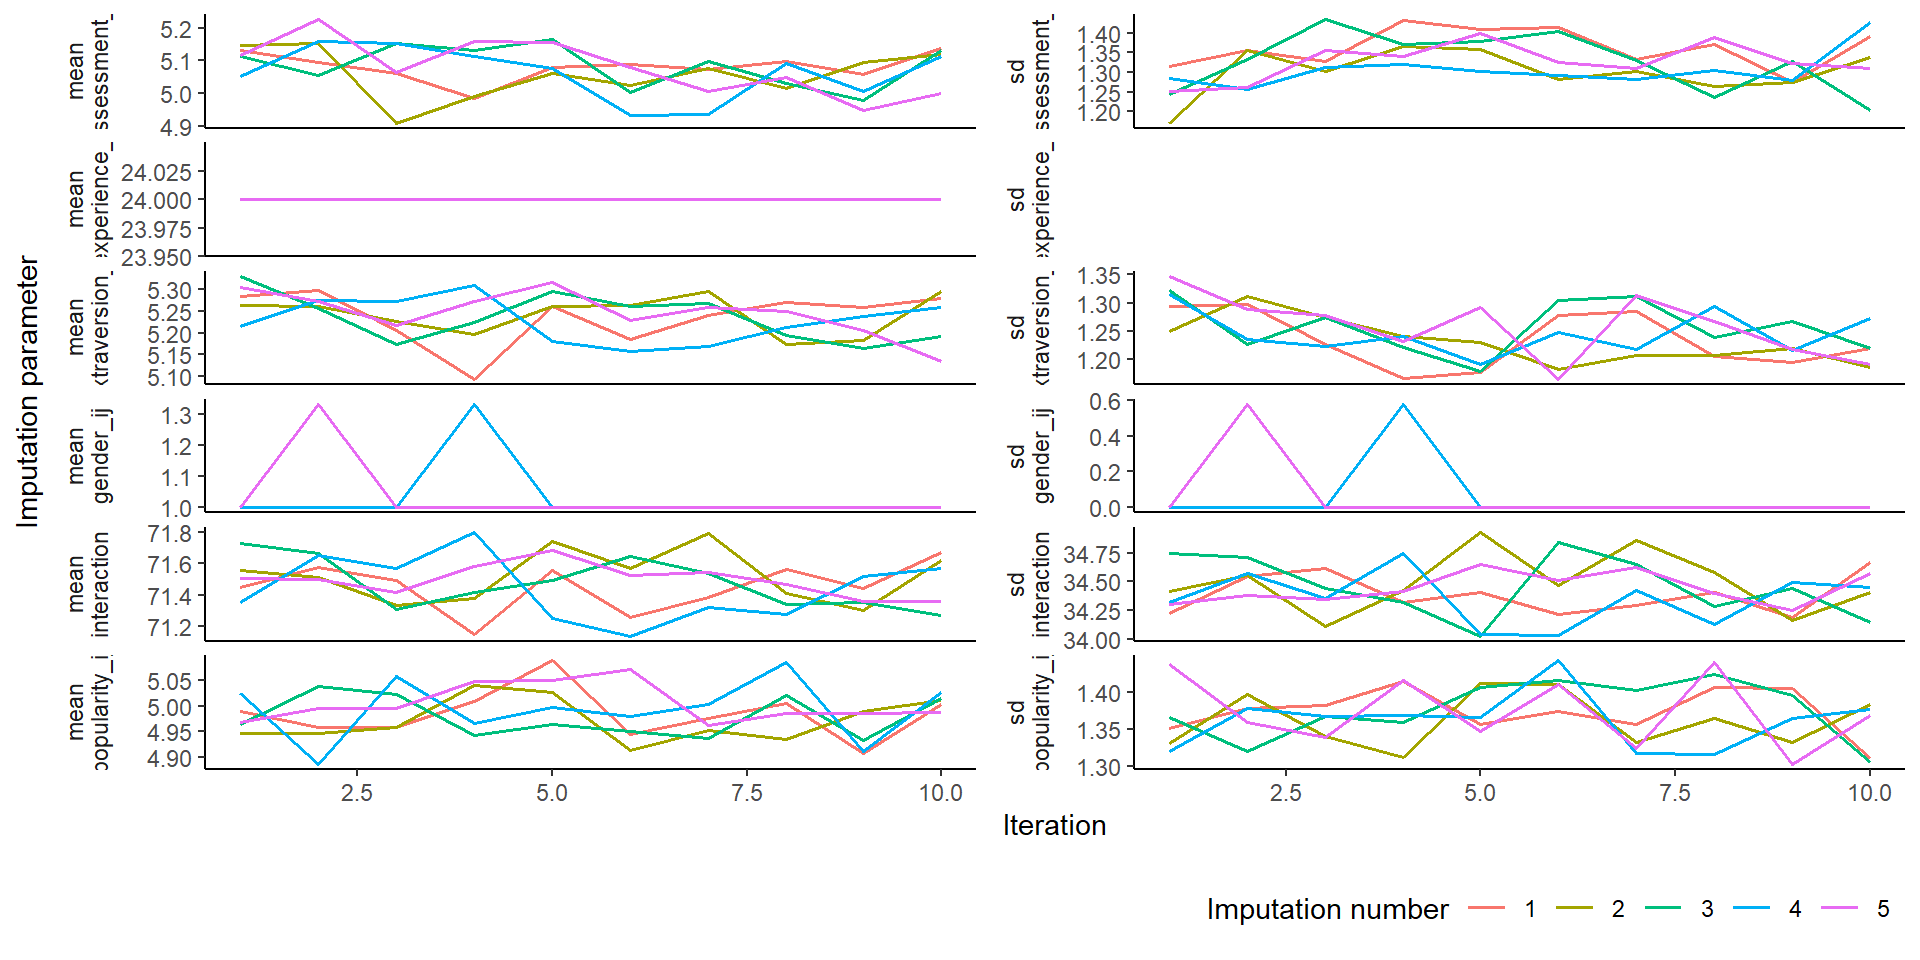 Imputation parameter
mean
ssessment_
5.2
5.1
5.0
4.9
sd
ssessment_
1.40
1.35
1.30
1.25
1.20
mean
experience_
24.025
24.000
23.975
23.950
sd
experience_
mean
xtraversion_
5.30
5.25
5.20
5.15
5.10
sd
xtraversion_
1.35
1.30
1.25
1.20
mean
gender_ij
1.3
1.2
1.1
1.0
sd
gender_ij
0.6
0.4
0.2
0.0
mean
interaction
71.8
71.6
71.4
71.2
sd
interaction
34.75
34.50
34.25
34.00
mean
popularity_i
5.05
5.00
4.95
4.90
sd
popularity_i
1.40
1.35
1.30
2.5 5.0 7.5 10.0
2.5 5.0 7.5 10.0
Iteration
Imputation number 1 2 3 4 5